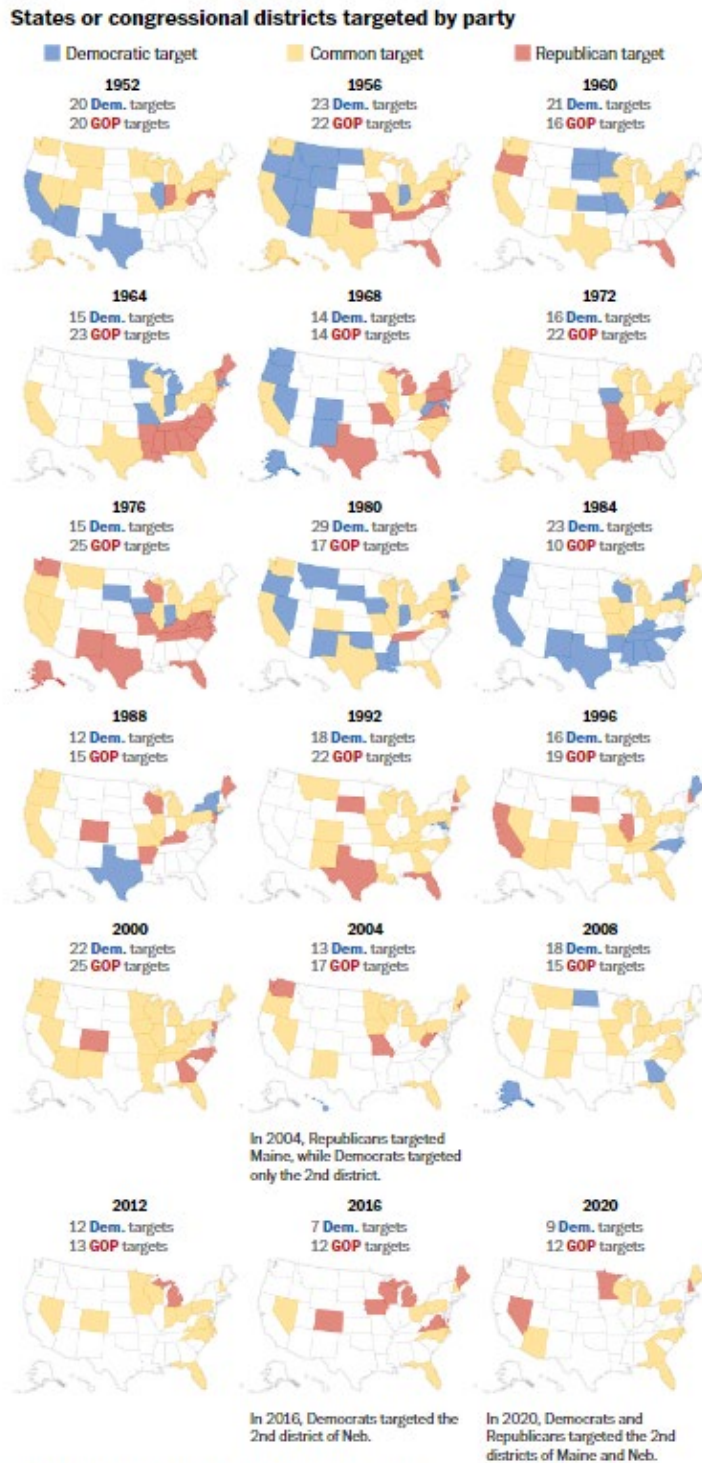 States or congressional districts targeted by party
Democratic target Common target Republican target
1952 1956 1960
20 Dem. targets 23 Dem. targets 21 Dem. targets
20 GOP targets 22 GOP targets 16 GOP targets
1964 1968 1972
15 Dem. targets 14 Dem. targets 16 Dem. targets
23 GOP targets 14 GOP targets 22 GOP targets
1976 1980 1984
15 Dem. targets 29 Dem. targets 23 Dem. targets
25 GOP targets 17 GOP targets 10 GOP targets
1988 1992 1996
12 Dem. targets 18 Dem. targets 16 Dem. targets
15 GOP targets 22 GOP targets 19 GOP targets
2000 2004 2008
22 Dem. targets 13 Dem. targets 18 Dem. targets
25 GOP targets 17 GOP targets 15 GOP targets
In 2004, Republicans targeted
Maine, while Democrats targeted
only the 2nd district.
2012 2016 2020
12 Dem. targets 7 Dem. targets 9 Dem. targets
13 GOP targets 12 GOP targets 12 GOP targets
In 2016, Democrats targeted the
2nd district of Neb.
In 2020, Democrats and
Republicans targeted the 2nd
districts of Maine and Neb.